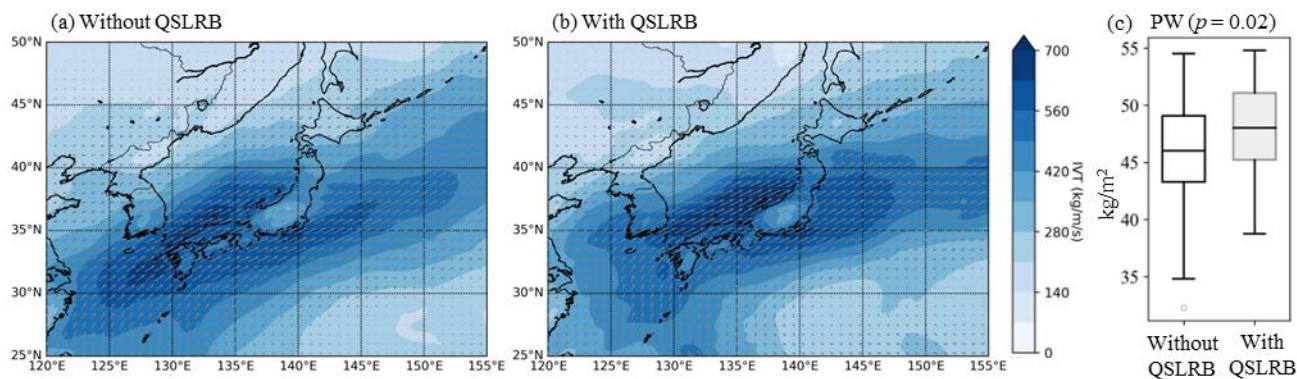 (a) Without QSLRB
50°N
45°N
40°N
35°N
30°N
25°N
120°E 125°E 130°E 135°E 140°E 145°E 150°E 155°E
(b) With QSLRB
50°N
45°N
40°N
35°N
30°N
25°N
120°E 125°E 130°E 135°E 140°E 145°E 150°E 155°E
700
560
420
280
140
0
IVT (kg/m/s)
(c) PW (p = 0.02)
55
50
45
40
35
kg/m²
Without QSLRB
With QSLRB